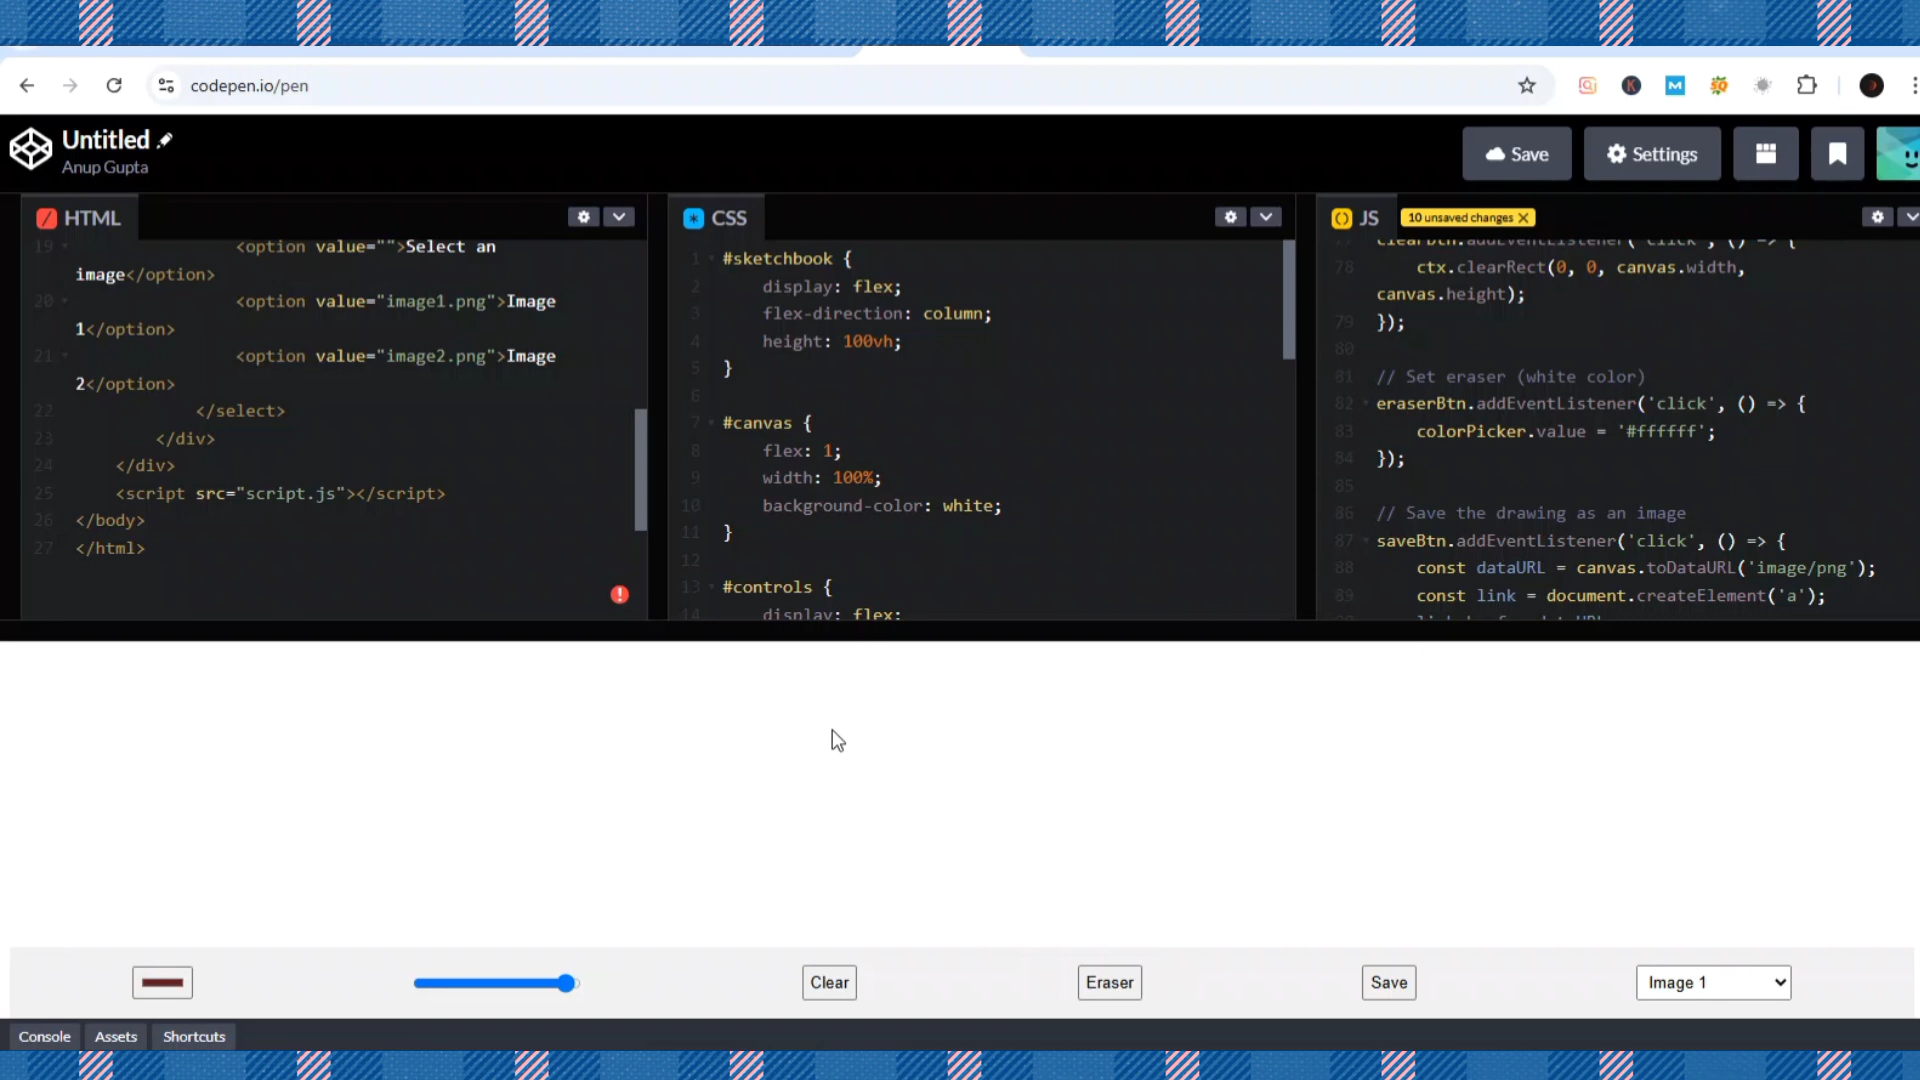 codepen.io/pen
Untitled
Anup Gupta
Save
Settings
HTML
19 <option value="">Select an
image</option>
20 <option value="image1.png">Image
1</option>
21 <option value="image2.png">Image
2</option>
22 </select>
23 </div>
24 </div>
25 <script src="script.js"></script>
26 </body>
27 </html>
CSS
1 #sketchbook {
2 display: flex;
3 flex-direction: column;
4 height: 100vh;
5 }
6
7 #canvas {
8 flex: 1;
9 width: 100%;
10 background-color: white;
11 }
12
13 #controls {
14 display: flex;
JS
10 unsaved changes
77 clearBtn.addEventListener('click', () => {
78 ctx.clearRect(0, 0, canvas.width,
canvas.height);
79 });
80
81 // Set eraser (white color)
82 eraserBtn.addEventListener('click', () => {
83 colorPicker.value = '#ffffff';
84 });
85
86 // Save the drawing as an image
87 saveBtn.addEventListener('click', () => {
88 const dataURL = canvas.toDataURL('image/png');
89 const link = document.createElement('a');
Clear
Eraser
Save
Image 1
Console
Assets
Shortcuts